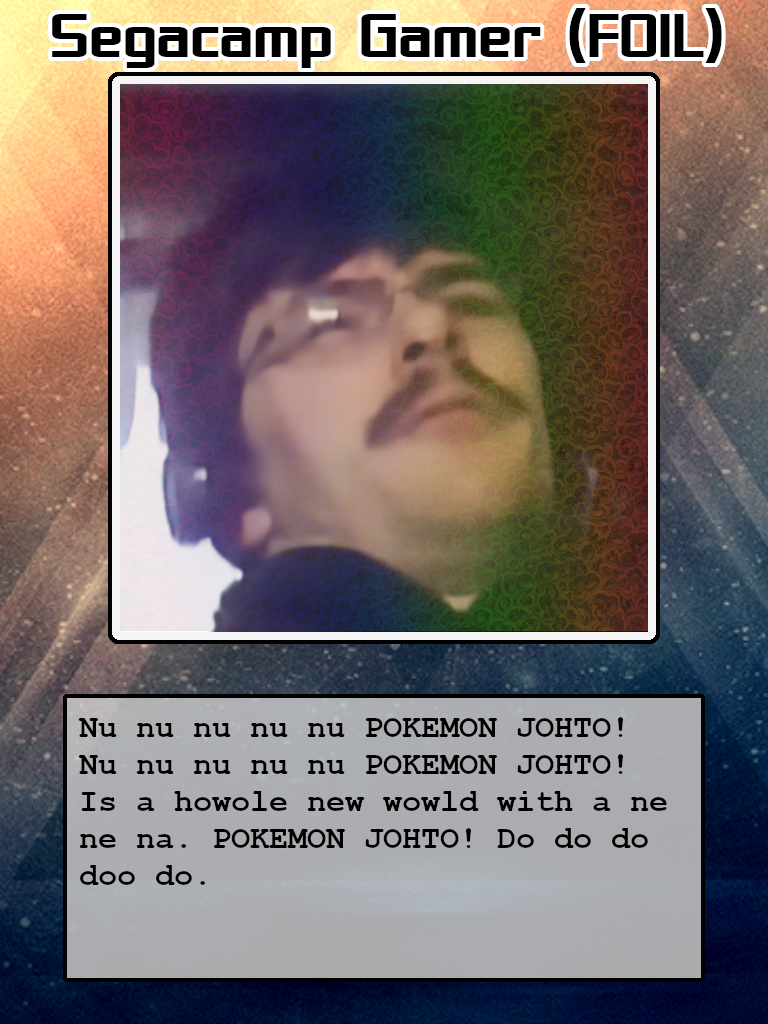 Segacamp Gamer (FOIL)
Nu nu nu nu nu POKEMON JOHTO!
Nu nu nu nu nu POKEMON JOHTO!
Is a howole new wowld with a ne
ne na. POKEMON JOHTO! Do do do
doo do.